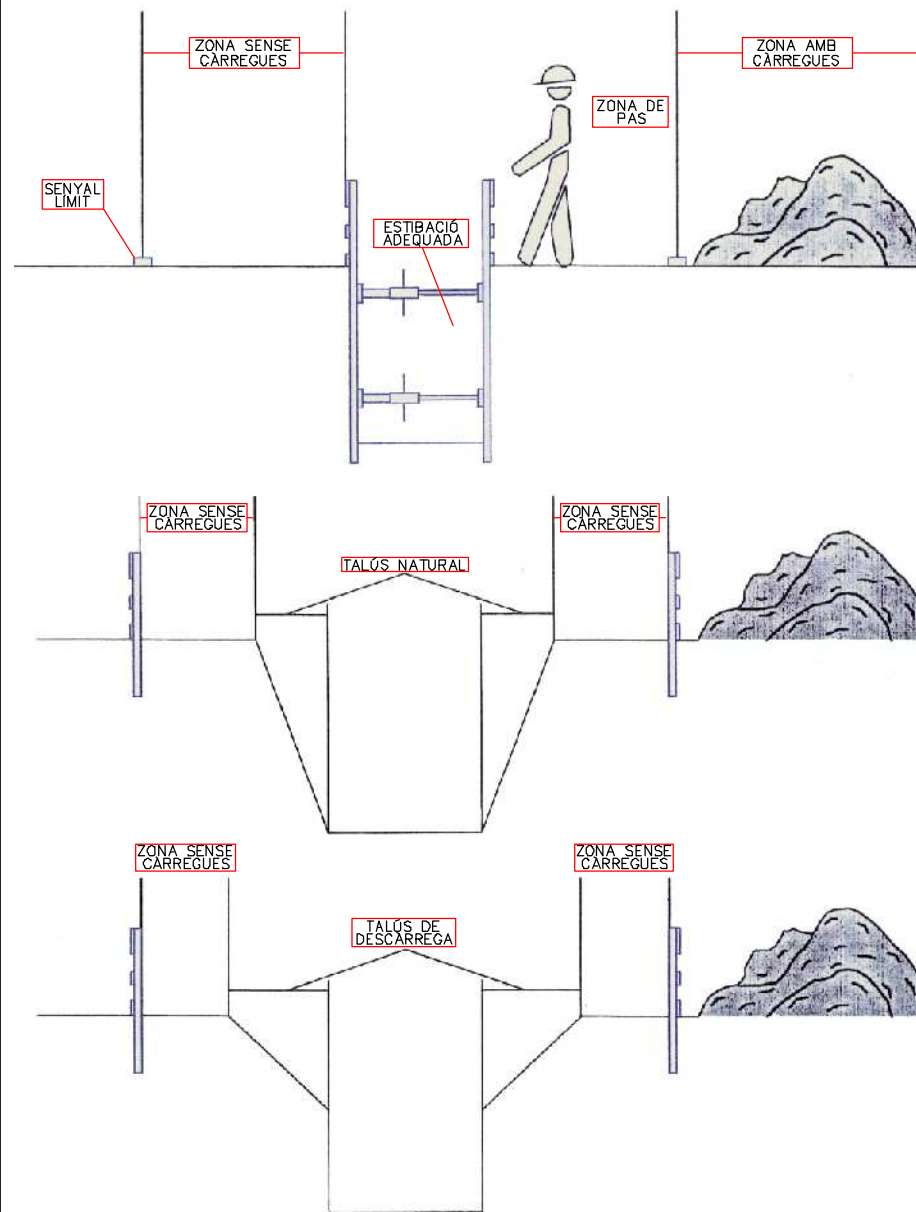 ZONA SENSE
CÀRREGUES
ZONA AMB
CÀRREGUES
ZONA DE
PAS
SENYAL
LÍMIT
ESTIBACIÓ
ADEQUADA
ZONA SENSE
CÀRREGUES
ZONA SENSE
CÀRREGUES
TALÚS NATURAL
ZONA SENSE
CÀRREGUES
ZONA SENSE
CÀRREGUES
TALÚS DE
DESCÀRREGA